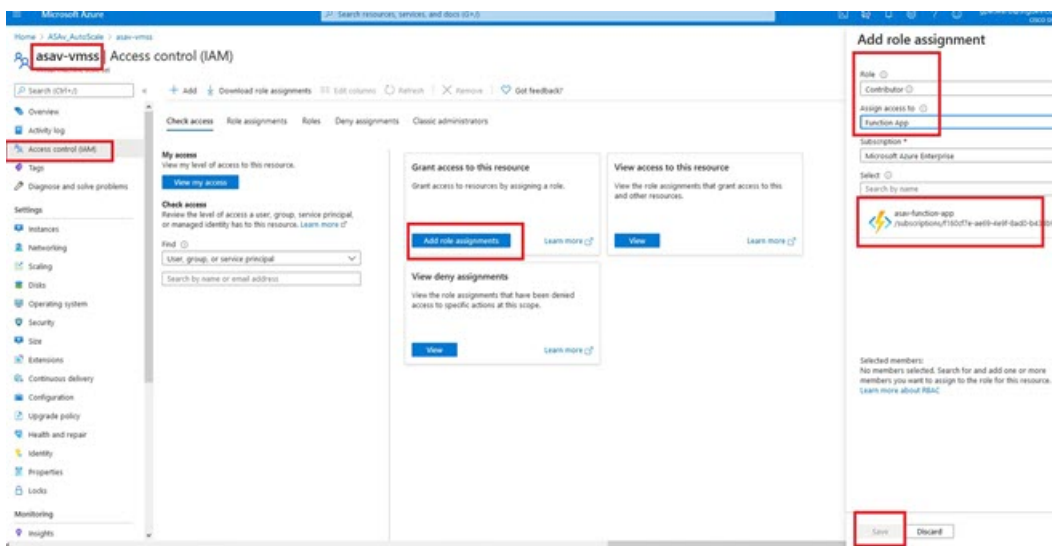 Microsoft Azure
Search resources, services, and docs (G+/)
Home > ASAv_AutoScale > asav-vmss
asav-vmss | Access control (IAM)
Search (Ctrl+/)
Overview
Activity log
Access control (IAM)
Tags
Diagnose and solve problems
Settings
Instances
Networking
Scaling
Disks
Operating system
Security
Size
Extensions
Continuous delivery
Configuration
Upgrade policy
Health and repair
Identity
Properties
Locks
Monitoring
Insights
+ Add
Download role assignments
Edit columns
Refresh
Remove
Got feedback?
Check access
Role assignments
Roles
Deny assignments
Classic administrators
My access
View my level of access to this resource.
View my access
Check access
Review the level of access a user, group, service principal,
or managed identity has to this resource. Learn more
Find
User, group, or service principal
Search by name or email address
Grant access to this resource
Grant access to resources by assigning a role.
Add role assignments
Learn more
View access to this resource
View the role assignments that grant access to this
and other resources.
View
Learn more
View deny assignments
View the role assignments that have been denied
access to specific actions at this scope.
View
Learn more
Add role assignment
Role
Contributor
Assign access to
Function App
Subscription *
Microsoft Azure Enterprise
Select
Search by name
asav-function-app
Selected members:
No members selected. Search for and add one or more
members you want to assign to the role for this resource.
Learn more about RBAC
Save
Discard